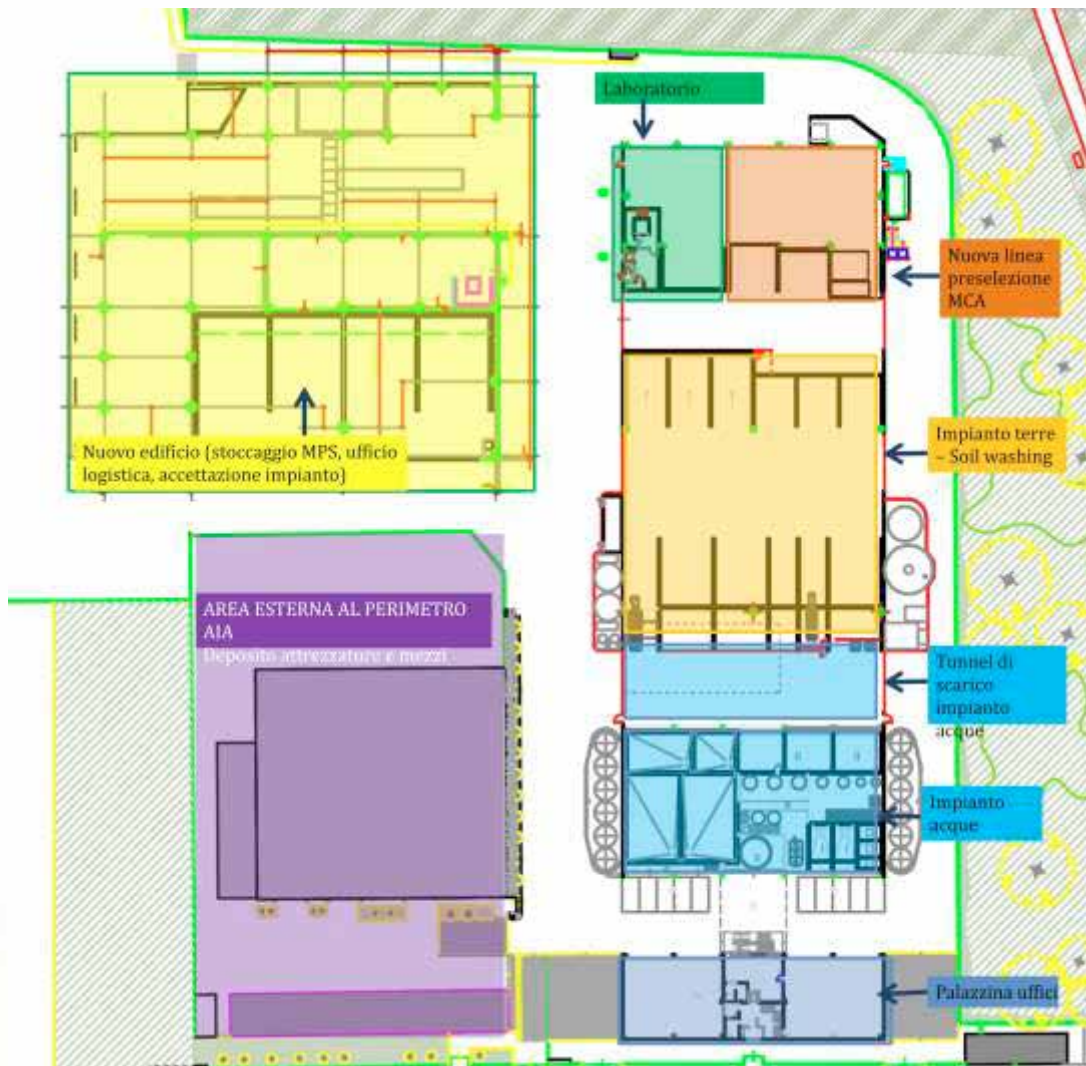 Laboratorio
Nuova linea
preselezione
MCA
Nuovo edificio (stoccaggio MPS, ufficio
logistica, accettazione impianto)
Impianto terre
– Soil washing
AREA ESTERNA AL PERIMETRO
AIA
Deposito attrezzature e mezzi
Tunnel di
scarico
impianto
acque
Impianto
acque
Palazzina uffici